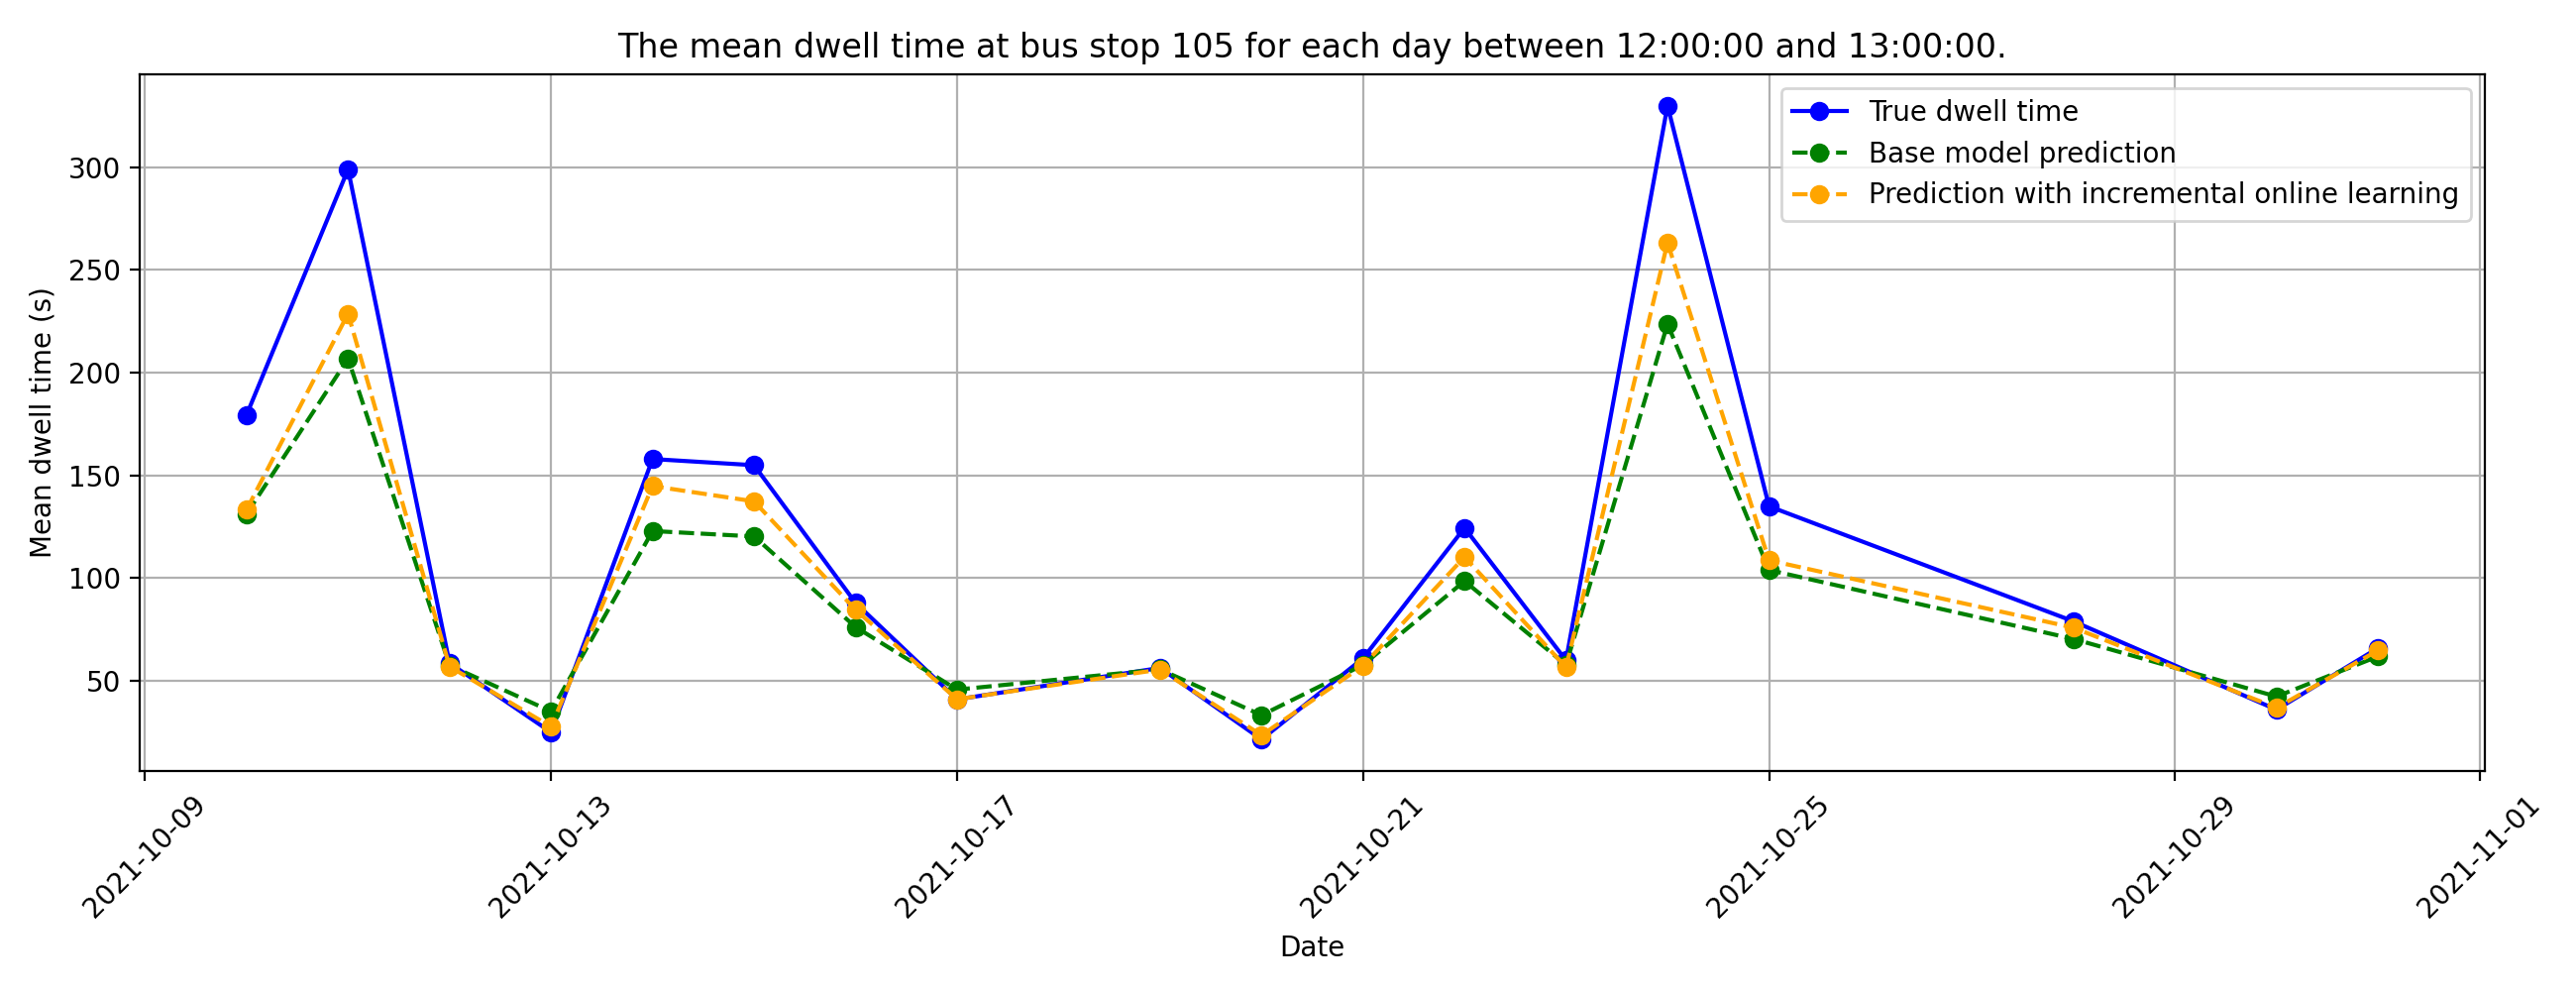 The mean dwell time at bus stop 105 for each day between 12:00:00 and 13:00:00.
True dwell time
Base model prediction
Prediction with incremental online learning
Mean dwell time (s)
300
250
200
150
100
50
2021-10-09
2021-10-13
2021-10-17
2021-10-21
2021-10-25
2021-10-29
2021-11-01
Date